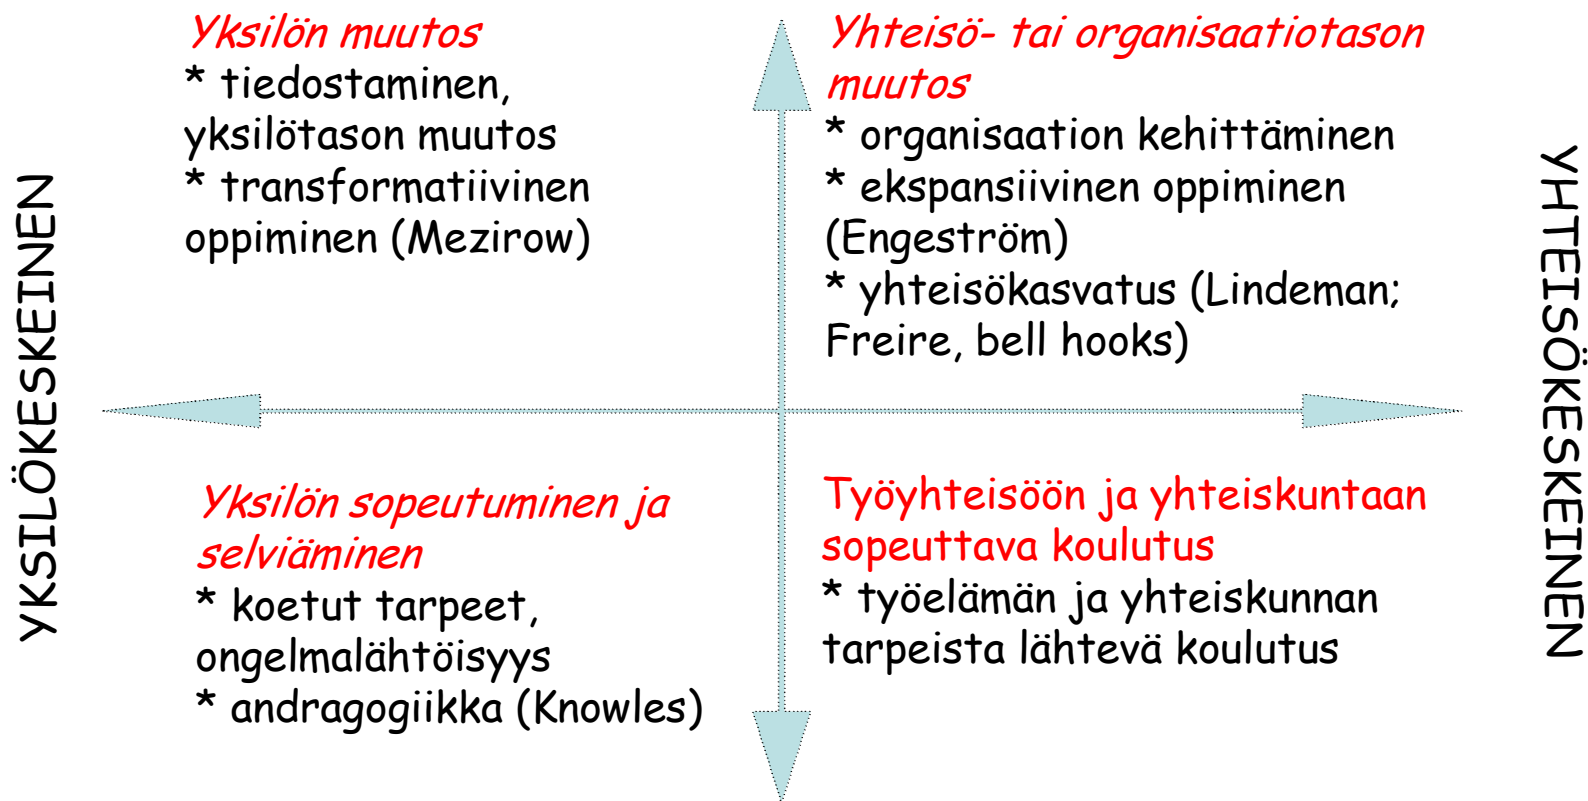 YKSILÖKESKEINEN
Yksilön muutos
* tiedostaminen,
yksilötason muutos
* transformatiivinen
oppiminen (Mezirow)
Yhteisö- tai organisaatiotason
muutos
* organisaation kehittäminen
* ekspansiivinen oppiminen
(Engeström)
* yhteisökasvatus (Lindeman;
Freire, bell hooks)
Yksilön sopeutuminen ja
selviäminen
* koetut tarpeet,
ongelmalähtöisyys
* andragogiikka (Knowles)
Työyhteisöön ja yhteiskuntaan
sopeuttava koulutus
* työelämän ja yhteiskunnan
tarpeista lähtevä koulutus
YHTEISÖKESKEINEN